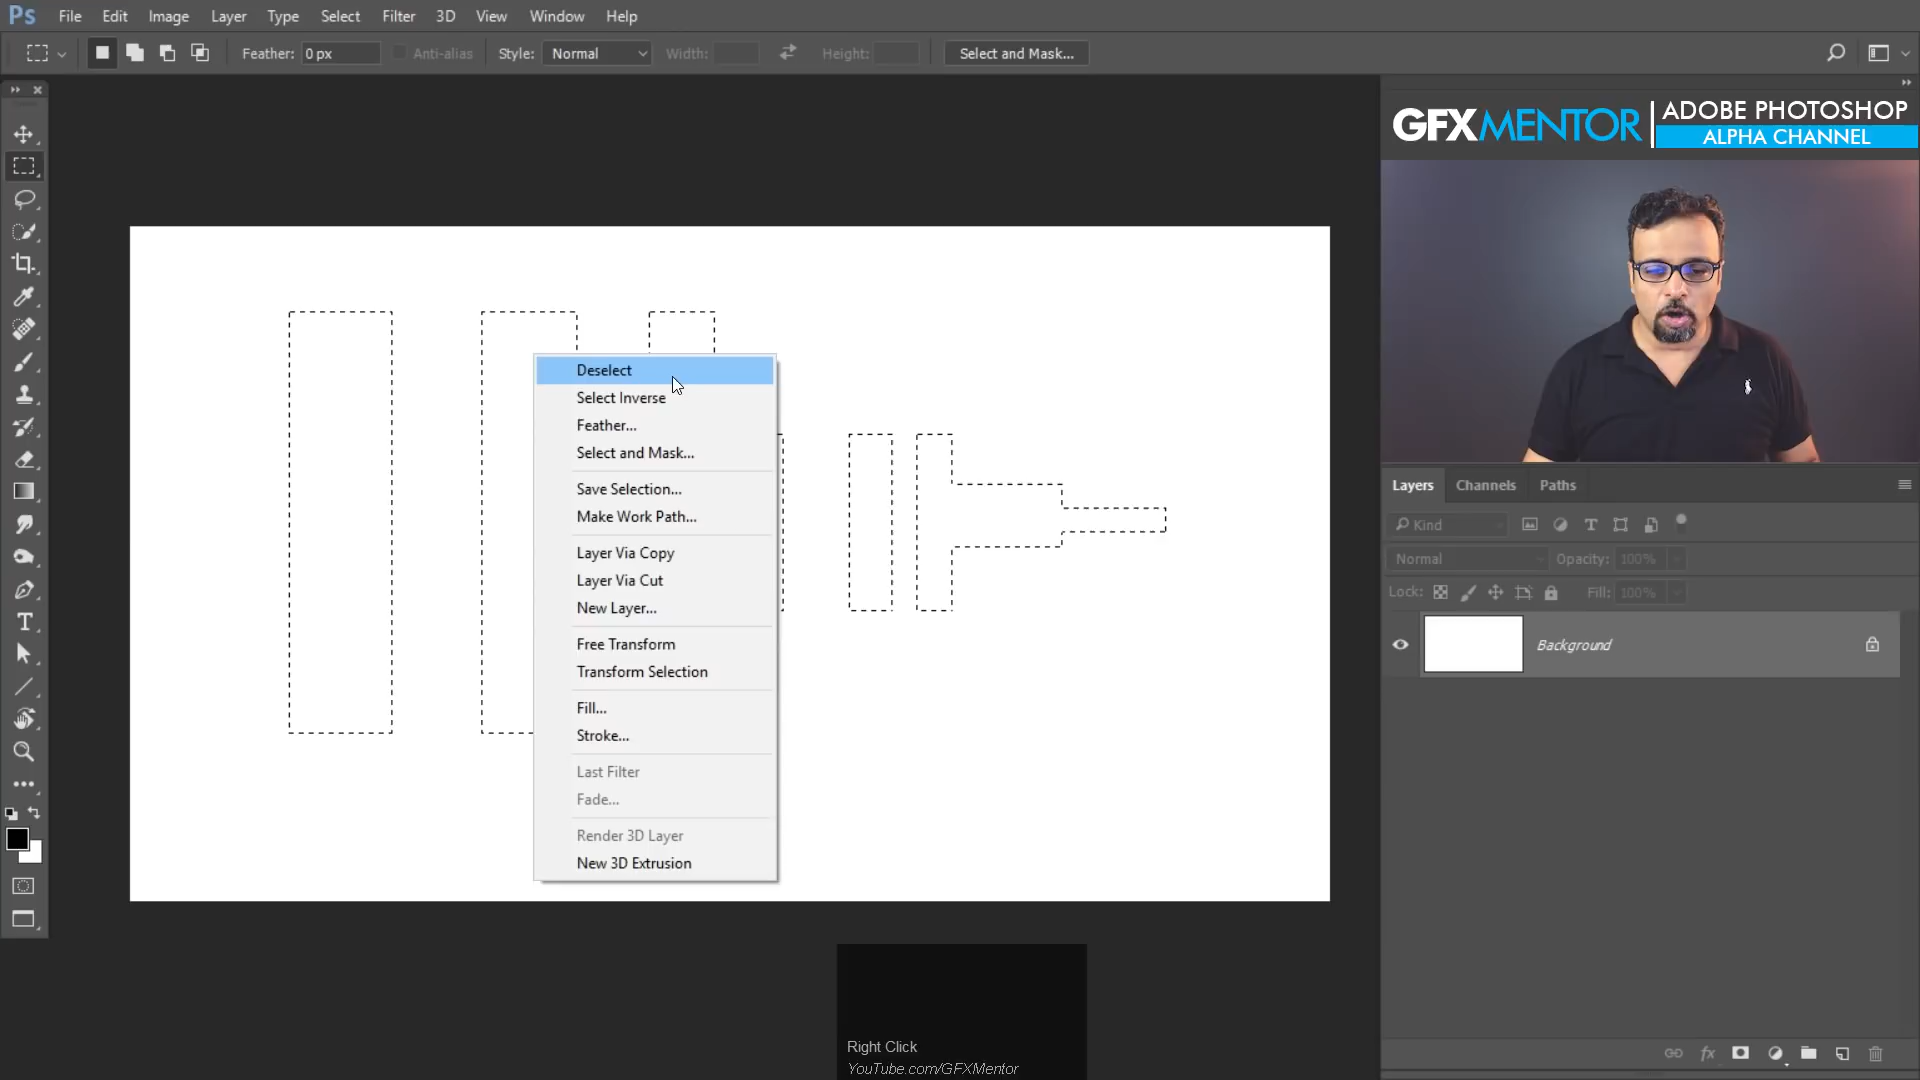 Ps File Edit Image Layer Type Select Filter 3D View Window Help
Feather: 0 px Anti-alias Style: Normal Width: Height: Select and Mask...
GFXMENTOR ADOBE PHOTOSHOP
ALPHA CHANNEL
Deselect
Select Inverse
Feather...
Select and Mask...
Save Selection...
Make Work Path...
Layer Via Copy
Layer Via Cut
New Layer...
Free Transform
Transform Selection
Fill...
Stroke...
Last Filter
Fade...
Render 3D Layer
New 3D Extrusion
Layers Channels Paths
Kind
Normal Opacity: 100%
Lock: Fill: 100%
Background
Right Click
YouTube.com/GFXMentor